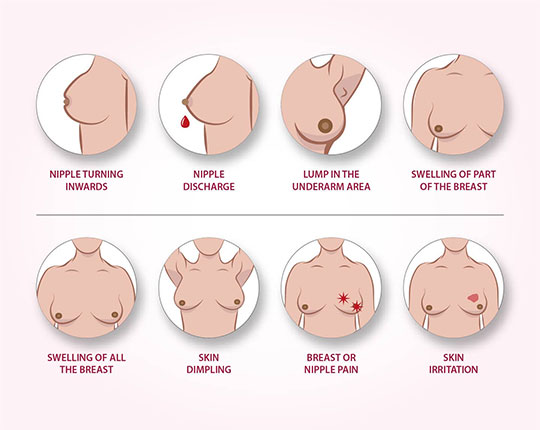 NIPPLE TURNING
INWARDS
NIPPLE
DISCHARGE
LUMP IN THE
UNDERARM AREA
SWELLING OF PART
OF THE BREAST
SWELLING OF ALL
THE BREAST
SKIN
DIMPLING
BREAST OR
NIPPLE PAIN
SKIN
IRRITATION